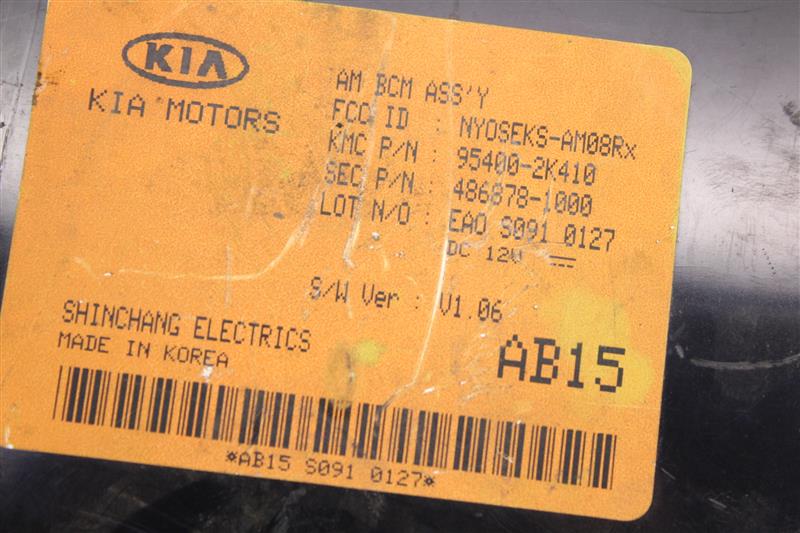 KIA
KIA MOTORS
AM BCM ASS'Y
FCC ID : NYOSEKS-AM08Rx
KMC P/N : 95400-2K410
SEC P/N : 486878-1000
LOT N/O : EAO S091 0127
DC 12V
S/W Ver : V1.06
SHINCHANG ELECTRICS
MADE IN KOREA
AB15
*AB15 S091 0127*